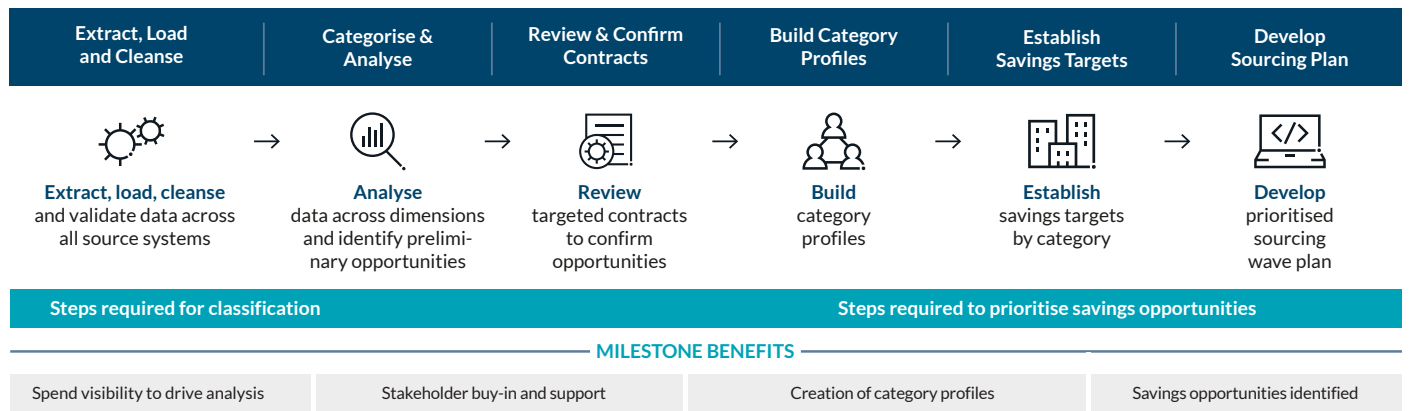 Extract, Load
and Cleanse
Categorise &
Analyse
Review & Confirm
Contracts
Build Category
Profiles
Establish
Savings Targets
Develop
Sourcing Plan
Extract, load, cleanse
and validate data across
all source systems
Analyse
data across dimensions
and identify prelimi-
nary opportunities
Review
targeted contracts
to confirm
opportunities
Build
category
profiles
Establish
savings targets
by category
Develop
prioritised
sourcing
wave plan
Steps required for classification
Steps required to prioritise savings opportunities
MILESTONE BENEFITS
Spend visibility to drive analysis
Stakeholder buy-in and support
Creation of category profiles
Savings opportunities identified